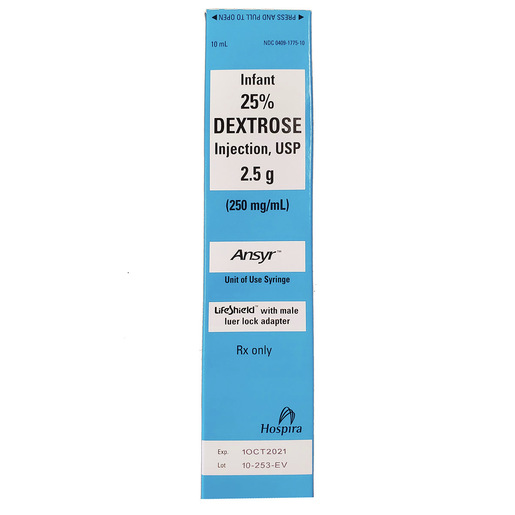 ◀ PRESS AND PULL TO OPEN ◀
10 mL NDC 0409-1775-10
Infant
25%
DEXTROSE
Injection, USP
2.5 g
(250 mg/mL)
Ansyr™
Unit of Use Syringe
LifeShield™ with male
luer lock adapter
Rx only
Hospira
Exp. 1OCT2021
Lot 10-253-EV